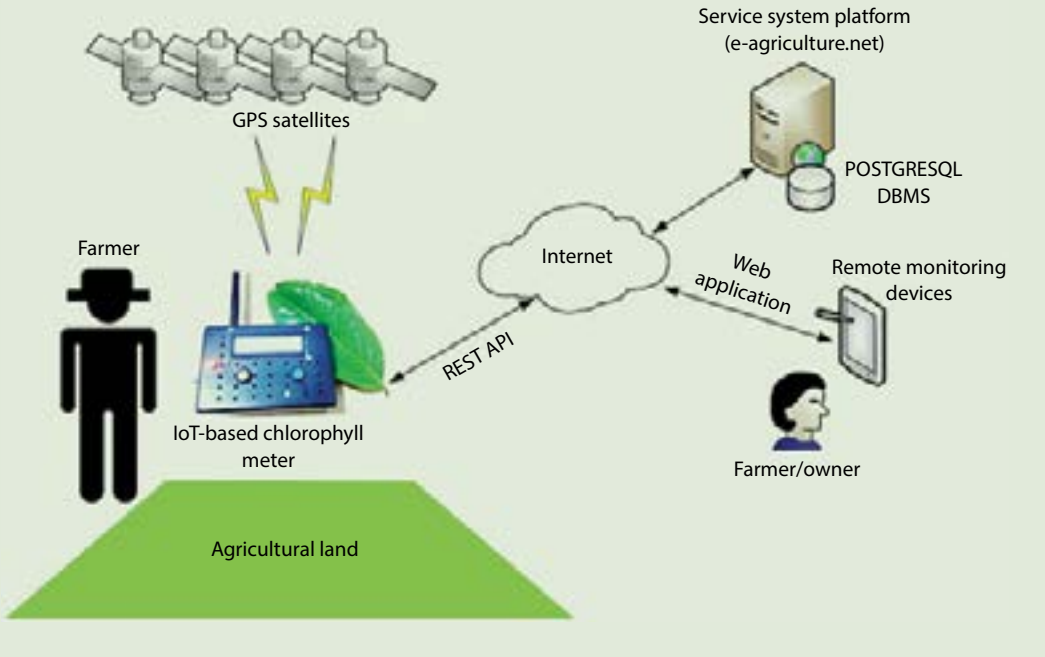 Service system platform
(e-agriculture.net)
GPS satellites
POSTGRESQL
DBMS
Farmer
Internet
Web
application
Remote monitoring
devices
REST API
IoT-based chlorophyll
meter
Farmer/owner
Agricultural land